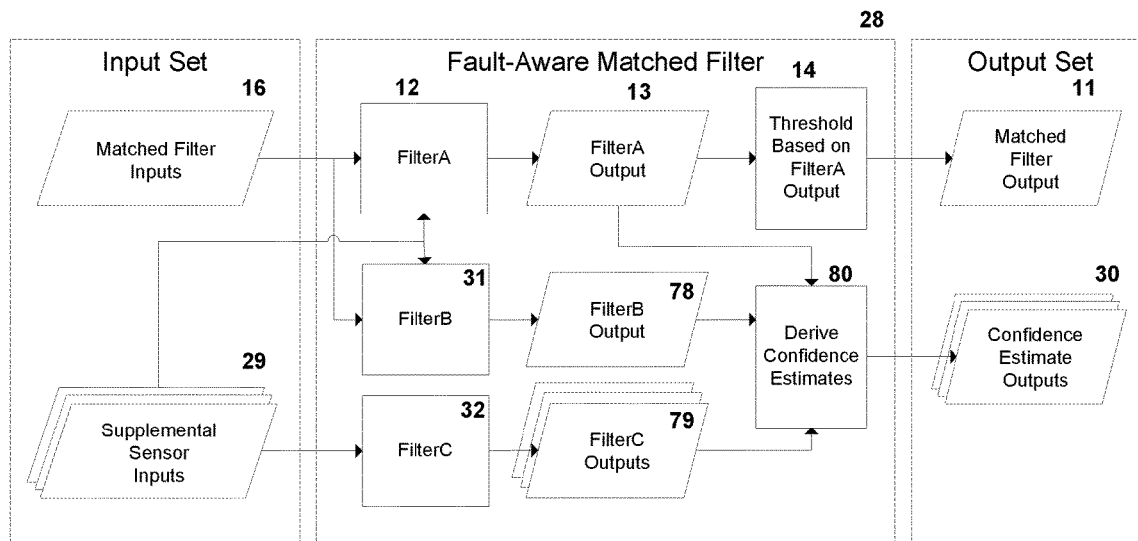 28
Input Set
Fault-Aware Matched Filter
Output Set
16
12
13
14
11
Matched Filter
Inputs
FilterA
FilterA
Output
Threshold
Based on
FilterA
Output
Matched
Filter
Output
31
78
80
30
FilterB
FilterB
Output
Derive
Confidence
Estimates
Confidence
Estimate
Outputs
29
32
79
Supplemental
Sensor
Inputs
FilterC
FilterC
Outputs